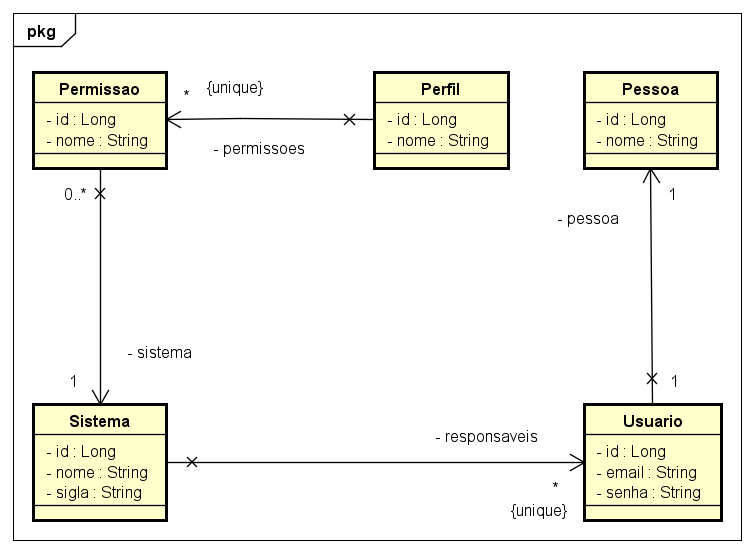 pkg
Permissao
- id : Long
- nome : String
*
{unique}
- permissoes
Perfil
- id : Long
- nome : String
Pessoa
- id : Long
- nome : String
0..*
1
- pessoa
- sistema
1
1
Sistema
- id : Long
- nome : String
- sigla : String
- responsaveis
*
{unique}
Usuario
- id : Long
- email : String
- senha : String